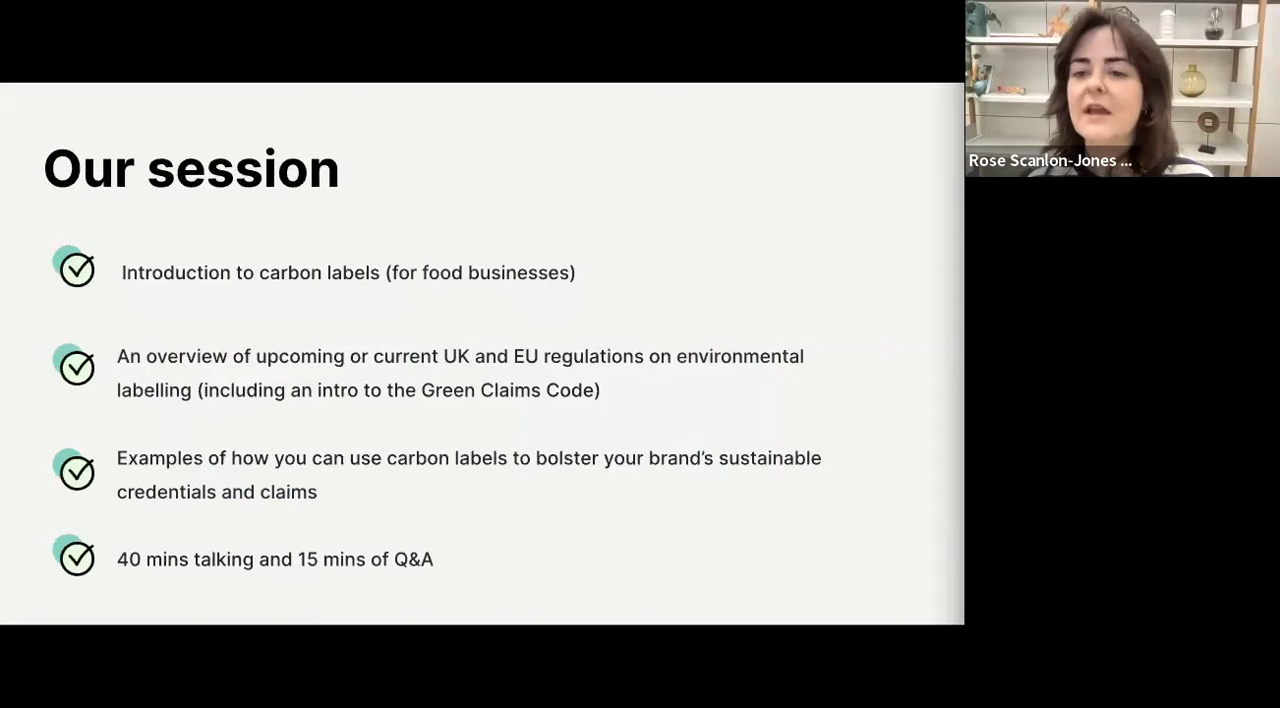 Our session
Introduction to carbon labels (for food businesses)
An overview of upcoming or current UK and EU regulations on environmental
labelling (including an intro to the Green Claims Code)
Examples of how you can use carbon labels to bolster your brand’s sustainable
credentials and claims
40 mins talking and 15 mins of Q&A
Rose Scanlon-Jones ...